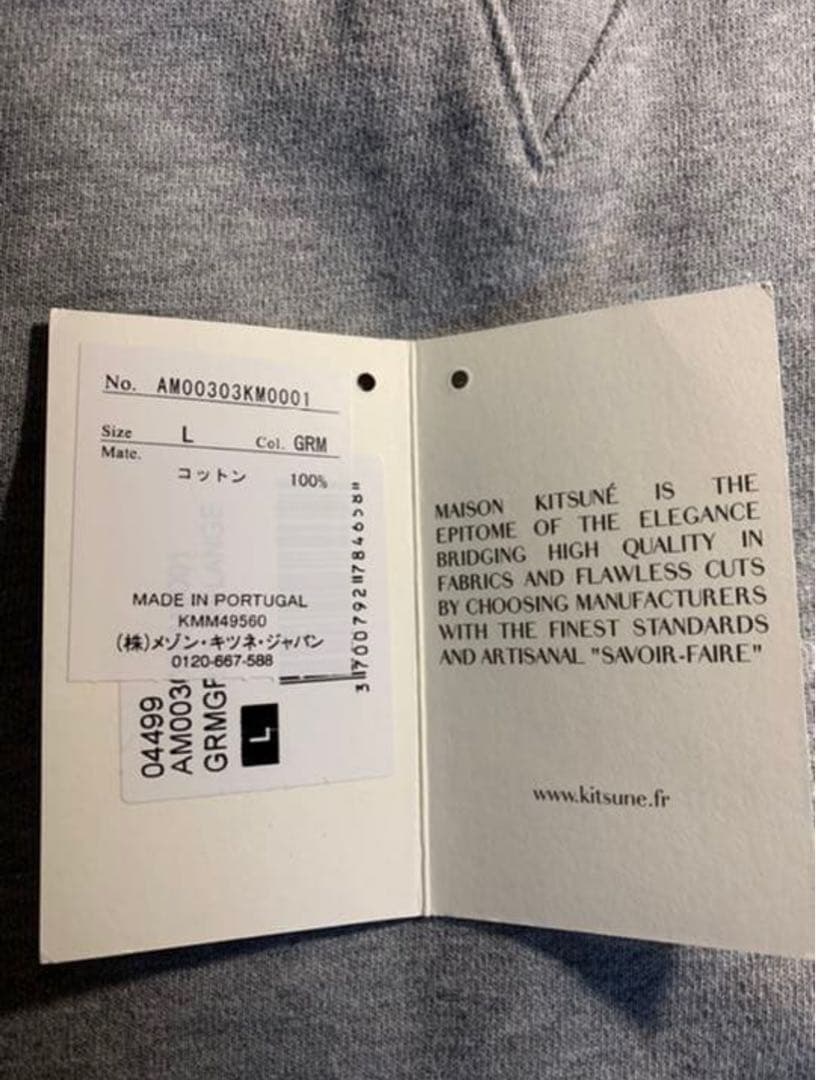 No. AM00303KM0001
Size L Col. GRM
Mate.
コットン 100%
MADE IN PORTUGAL
KMM49560
(株)メゾン・キツネ・ジャパン
0120-667-588
04499
AM003
GRMGR
LANGE
L
MAISON KITSUNÉ IS THE
EPITOME OF THE ELEGANCE
BRIDGING HIGH QUALITY IN
FABRICS AND FLAWLESS CUTS
BY CHOOSING MANUFACTURERS
WITH THE FINEST STANDARDS
AND ARTISANAL "SAVOIR-FAIRE"
www.kitsune.fr